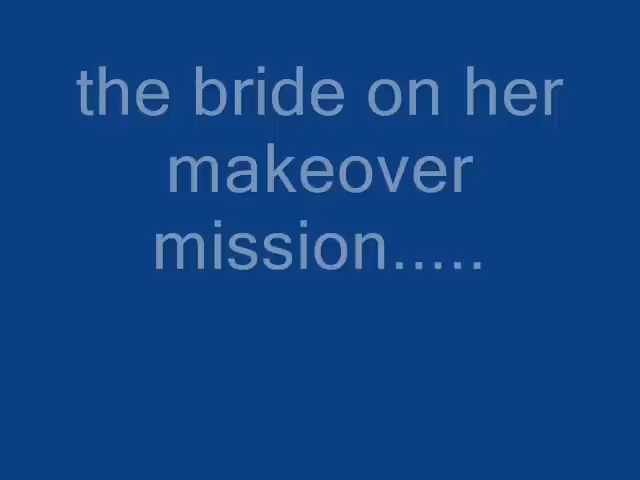 the bride on her
makeover
mission.....